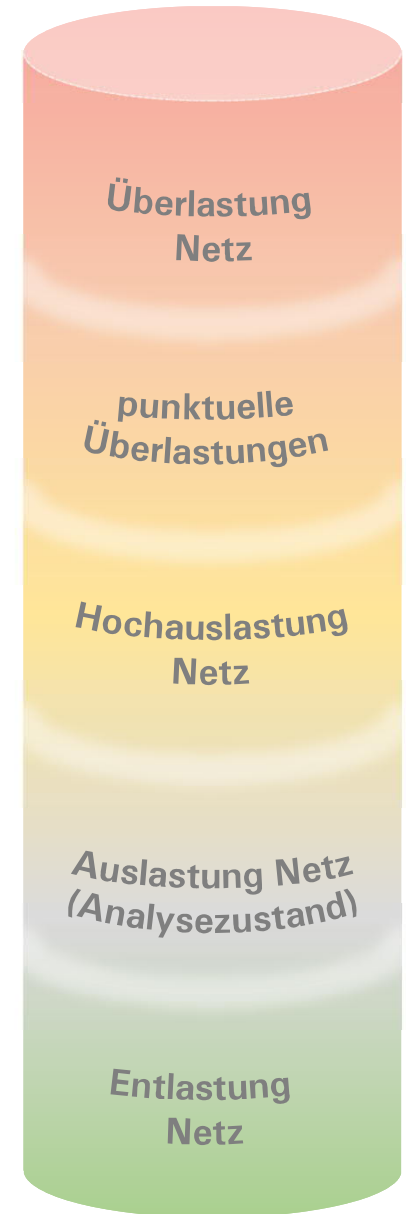 Überlastung
Netz
punktuelle
Überlastungen
Hochauslastung
Netz
Auslastung Netz
(Analysezustand)
Entlastung
Netz